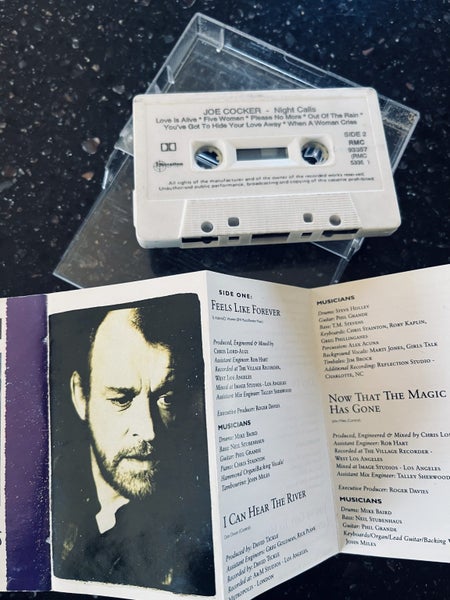 JOE COCKER - Night Calls
Love Is Alive * Five Women * Please No More * Out Of The Rain *
You've Got To Hide Your Love Away * When A Woman Cries
SIDE 2
RMC
93357
(RMC
All rights of the manufacturer and of the owner of the recorded works reserved.
Unauthorised public performance, broadcasting and copying of this cassette prohibited.
SIDE ONE:
FEELS LIKE FOREVER
Produced, Engineered & Mixed by
CHRIS LORD-ALGE
Assistant Engineer: ROB HART
Recorded at THE VILLAGE RECORDER,
WEST LOS ANGELES
Mixed at IMAGE STUDIOS - LOS ANGELES
Assistant Mix Engineer: TALLEY SHERWOOD
Executive Producer: ROGER DAVIES
MUSICIANS
Drums: MIKE BAIRD
Bass: NEIL STUBENHAUS
Guitar: PHIL GRANDE
Piano: CHRIS STAINTON
Hammond Organ/Backing Vocals/
Tambourine: JOHN MILES
I CAN HEAR THE RIVER
Produced by: DAVID TICKLE
Assistant Engineers: GREG GOLDMAN, RICK PLANK
Recorded by: DAVID TICKLE
Recorded at: A&M STUDIOS - LOS ANGELES,
METROPOLIS - LONDON
MUSICIANS
Drums: STEVE HOLLEY
Guitar: PHIL GRANDE
Bass: T.M. STEVENS
Keyboards: CHRIS STAINTON, RORY KAPLAN,
GREG PHILLINGANES
Percussion: ALEX ACUNA
Background Vocals: MARTI JONES, GIRLS TALK
Timbales: JIM BROCK
Additional Recording: REFLECTION STUDIO -
CHARLOTTE, NC
NOW THAT THE MAGIC
HAS GONE
Produced, Engineered & Mixed by CHRIS LO
Assistant Engineer: ROB HART
Recorded at THE VILLAGE RECORDER -
WEST LOS ANGELES
Mixed at IMAGE STUDIOS - LOS ANGELES
Assistant Mix Engineer: TALLEY SHERWOOD
Executive Producer: ROGER DAVIES
MUSICIANS
Drums: MIKE BAIRD
Bass: NEIL STUBENHAUS
Guitar: PHIL GRANDE
Keyboards/Organ/Lead Guitar/Backing V
JOHN MILES